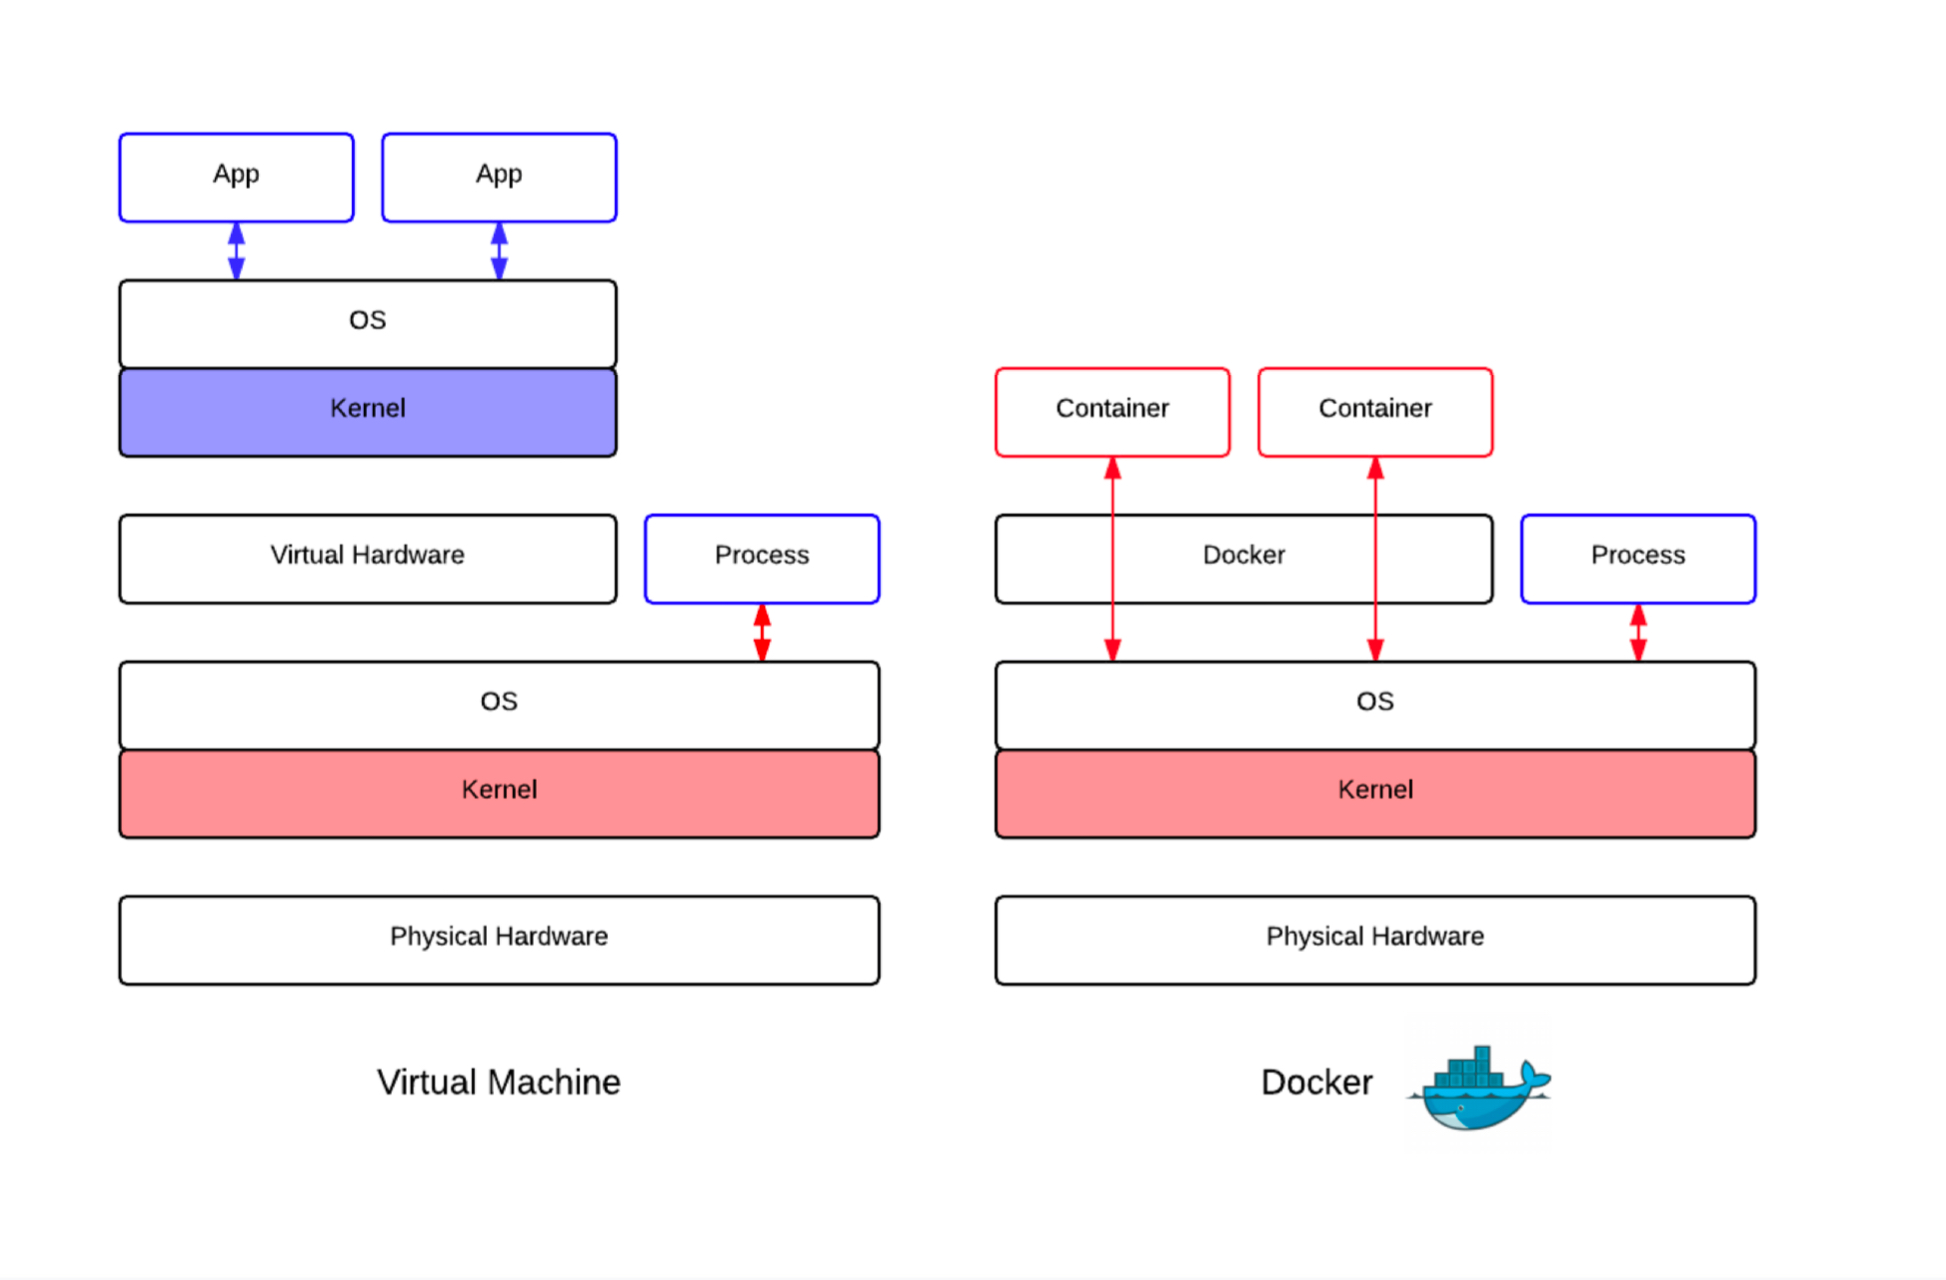 App
App
OS
Kernel
Virtual Hardware
Process
OS
Kernel
Physical Hardware
Virtual Machine
Container
Container
Docker
Process
OS
Kernel
Physical Hardware
Docker